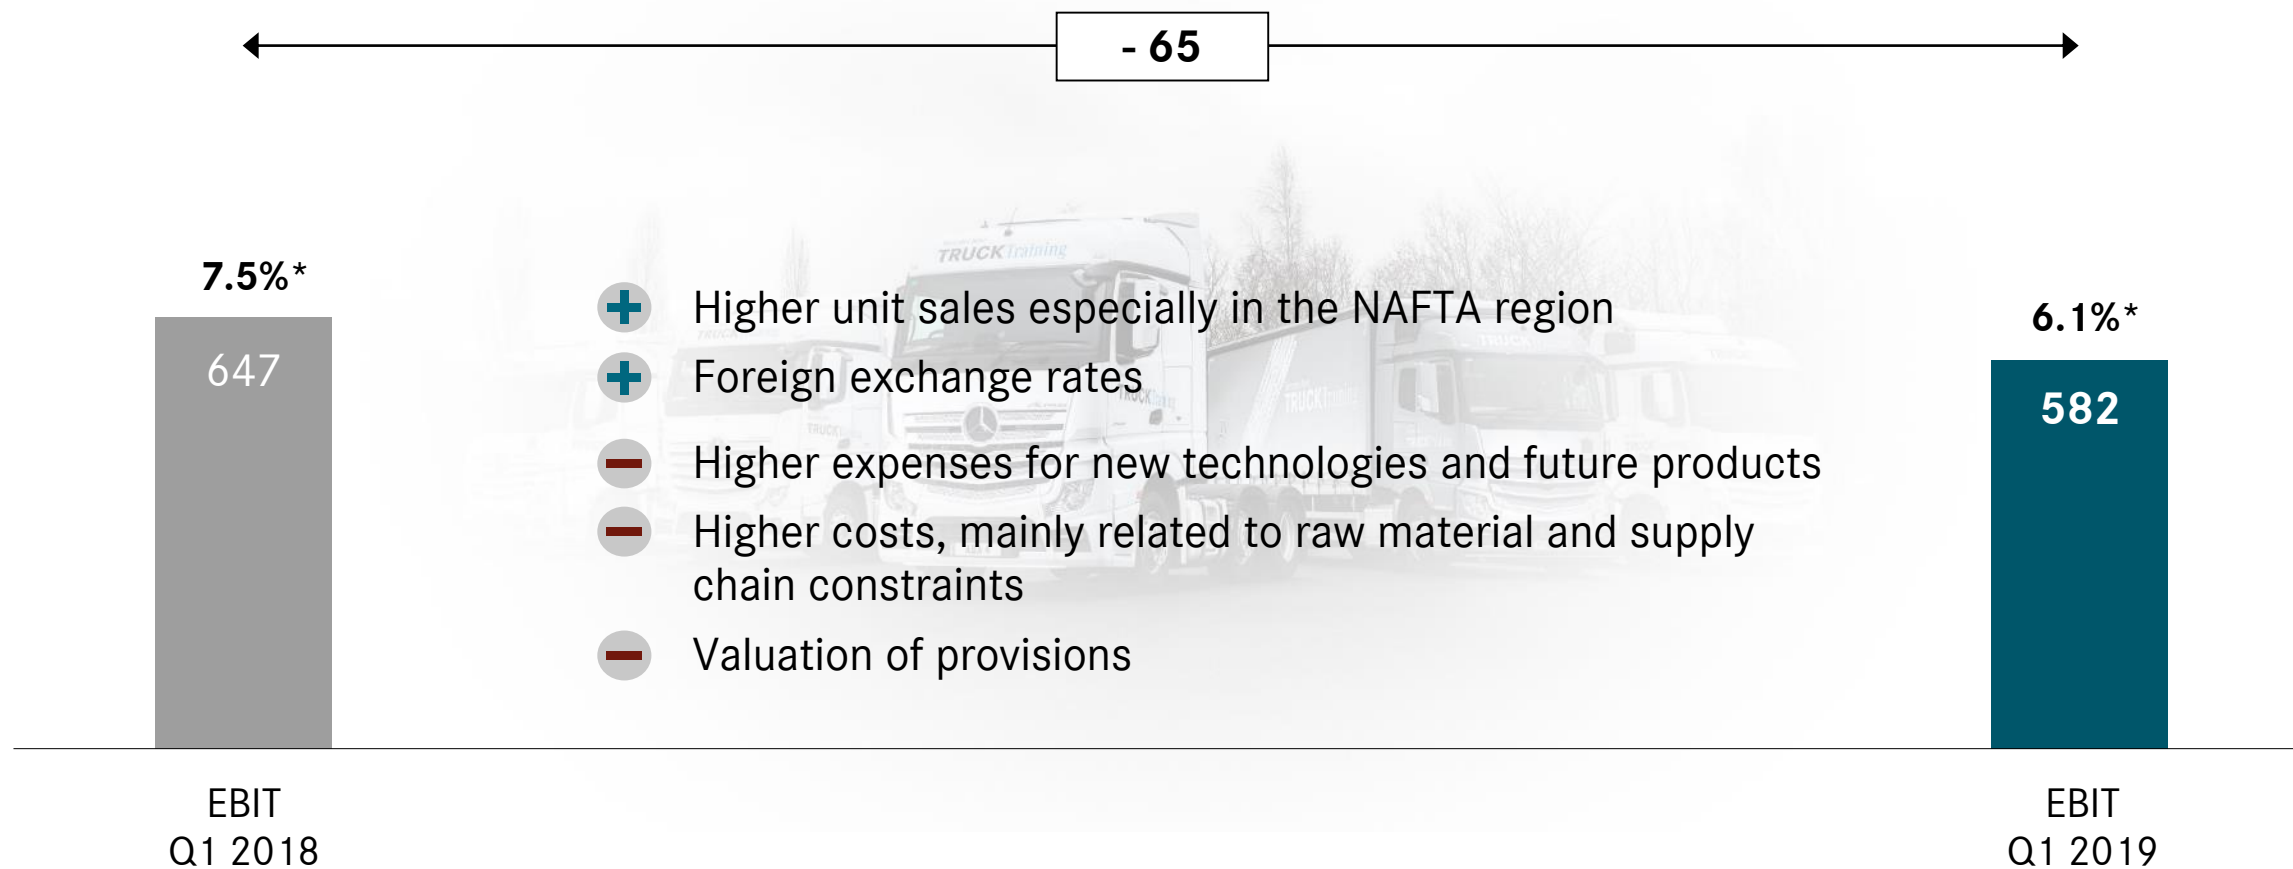 - 65
7.5%*
647
Higher unit sales especially in the NAFTA region
Foreign exchange rates
Higher expenses for new technologies and future products
Higher costs, mainly related to raw material and supply
chain constraints
Valuation of provisions
6.1%*
582
EBIT
Q1 2018
EBIT
Q1 2019
TRUCKTraining